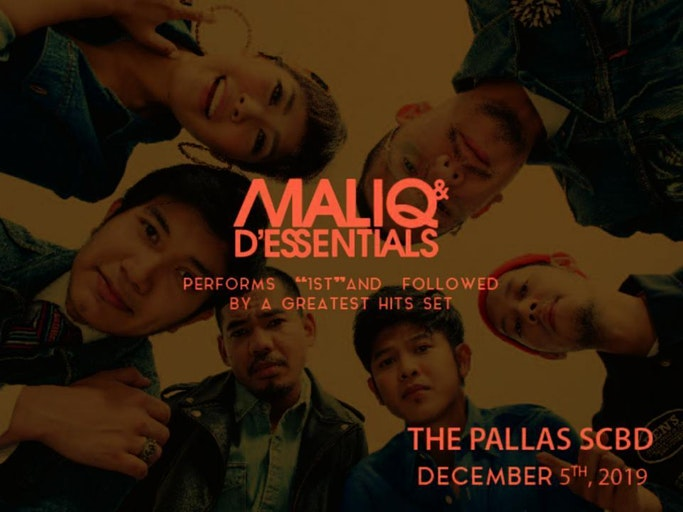 MALIQ &
D'ESSENTIALS
PERFORMS "1ST"AND FOLLOWED
BY A GREATEST HITS SET
THE PALLAS SCBD
DECEMBER 5TH, 2019